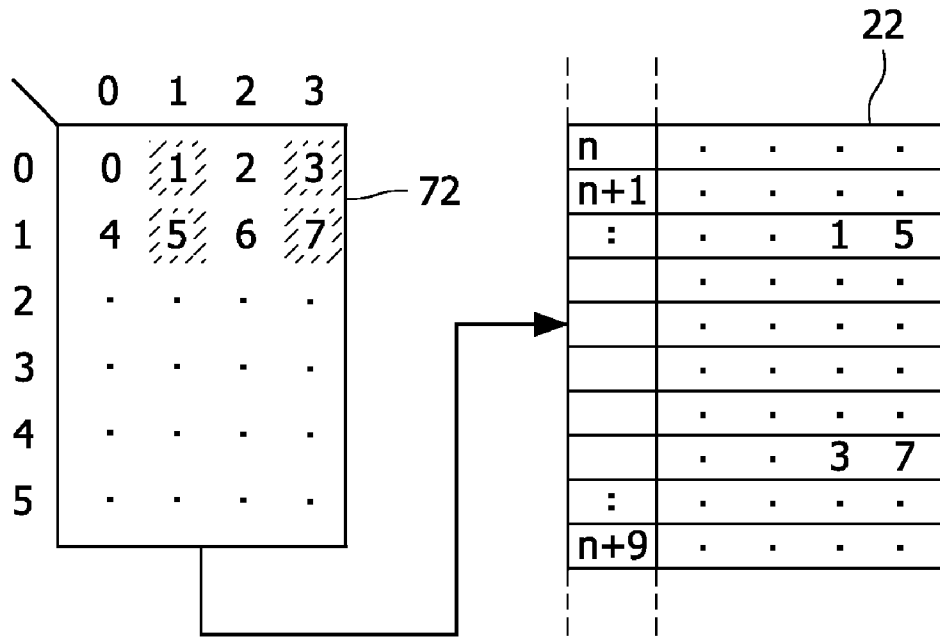 22
0 1 2 3
0 0 1 2 3
1 4 5 6 7
2 . . . .
3 . . . .
4 . . . .
5 . . . .
72
n . . . .
n+1 . . . .
: . . 1 5
. . . .
. . . .
. . . .
. . . .
. . 3 7
: . . . .
n+9 . . . .